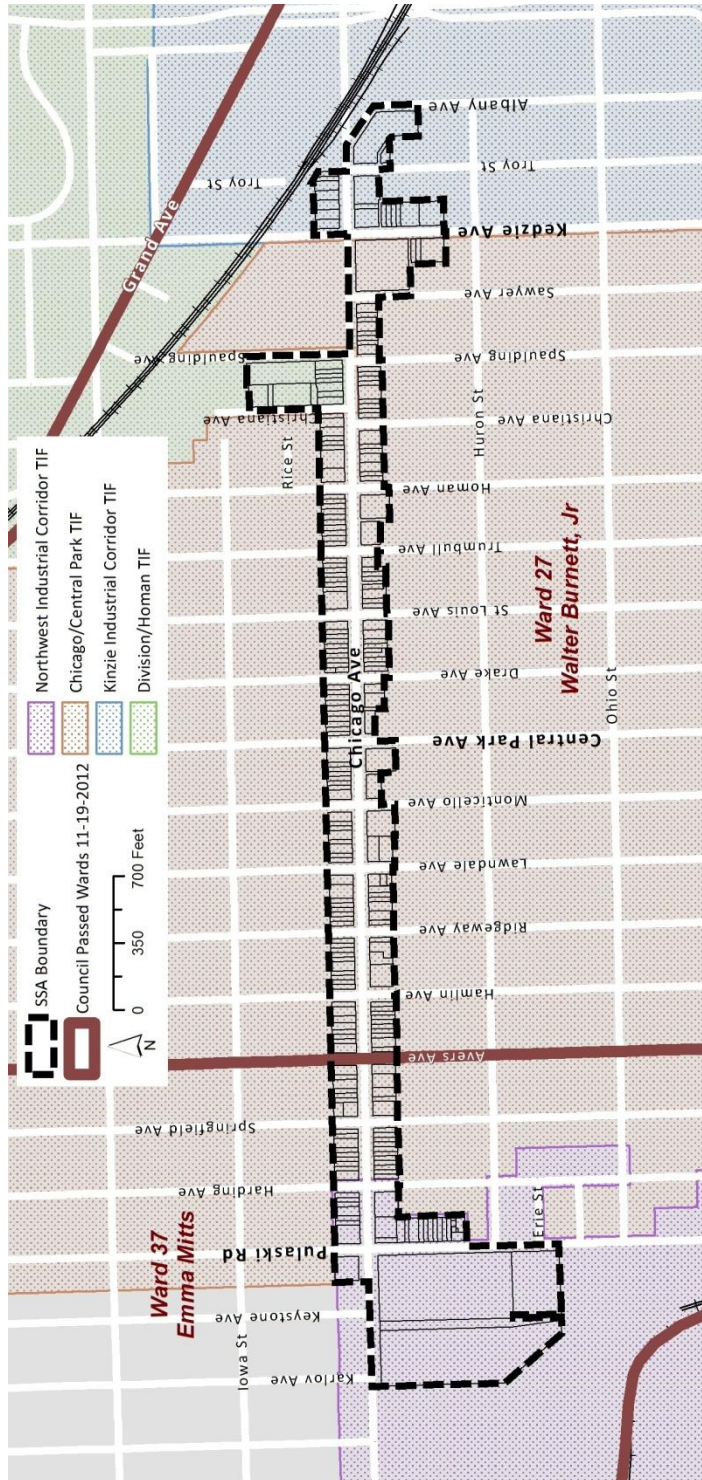 SSA Boundary
Council Passed Wards 11-19-2012
0 350 700 Feet
N
Northwest Industrial Corridor TIF
Chicago/Central Park TIF
Kinzie Industrial Corridor TIF
Division/Homan TIF
Ward 37
Emma Mitts
Ward 27
Walter Burnett, Jr
Grand Ave
Chicago Ave
Iowa St
Rice St
Huron St
Erie St
Ohio St
Karlov Ave
Keystone Ave
Pulaski Rd
Harding Ave
Springfield Ave
Avers Ave
Hamlin Ave
Ridgeway Ave
Lawndale Ave
Monticello Ave
Central Park Ave
Drake Ave
St Louis Ave
Trumbull Ave
Homan Ave
Christiana Ave
Christiana Ave
Spaulding Ave
Spaulding Ave
Sawyer Ave
Kedzie Ave
Troy St
Troy St
Albany Ave